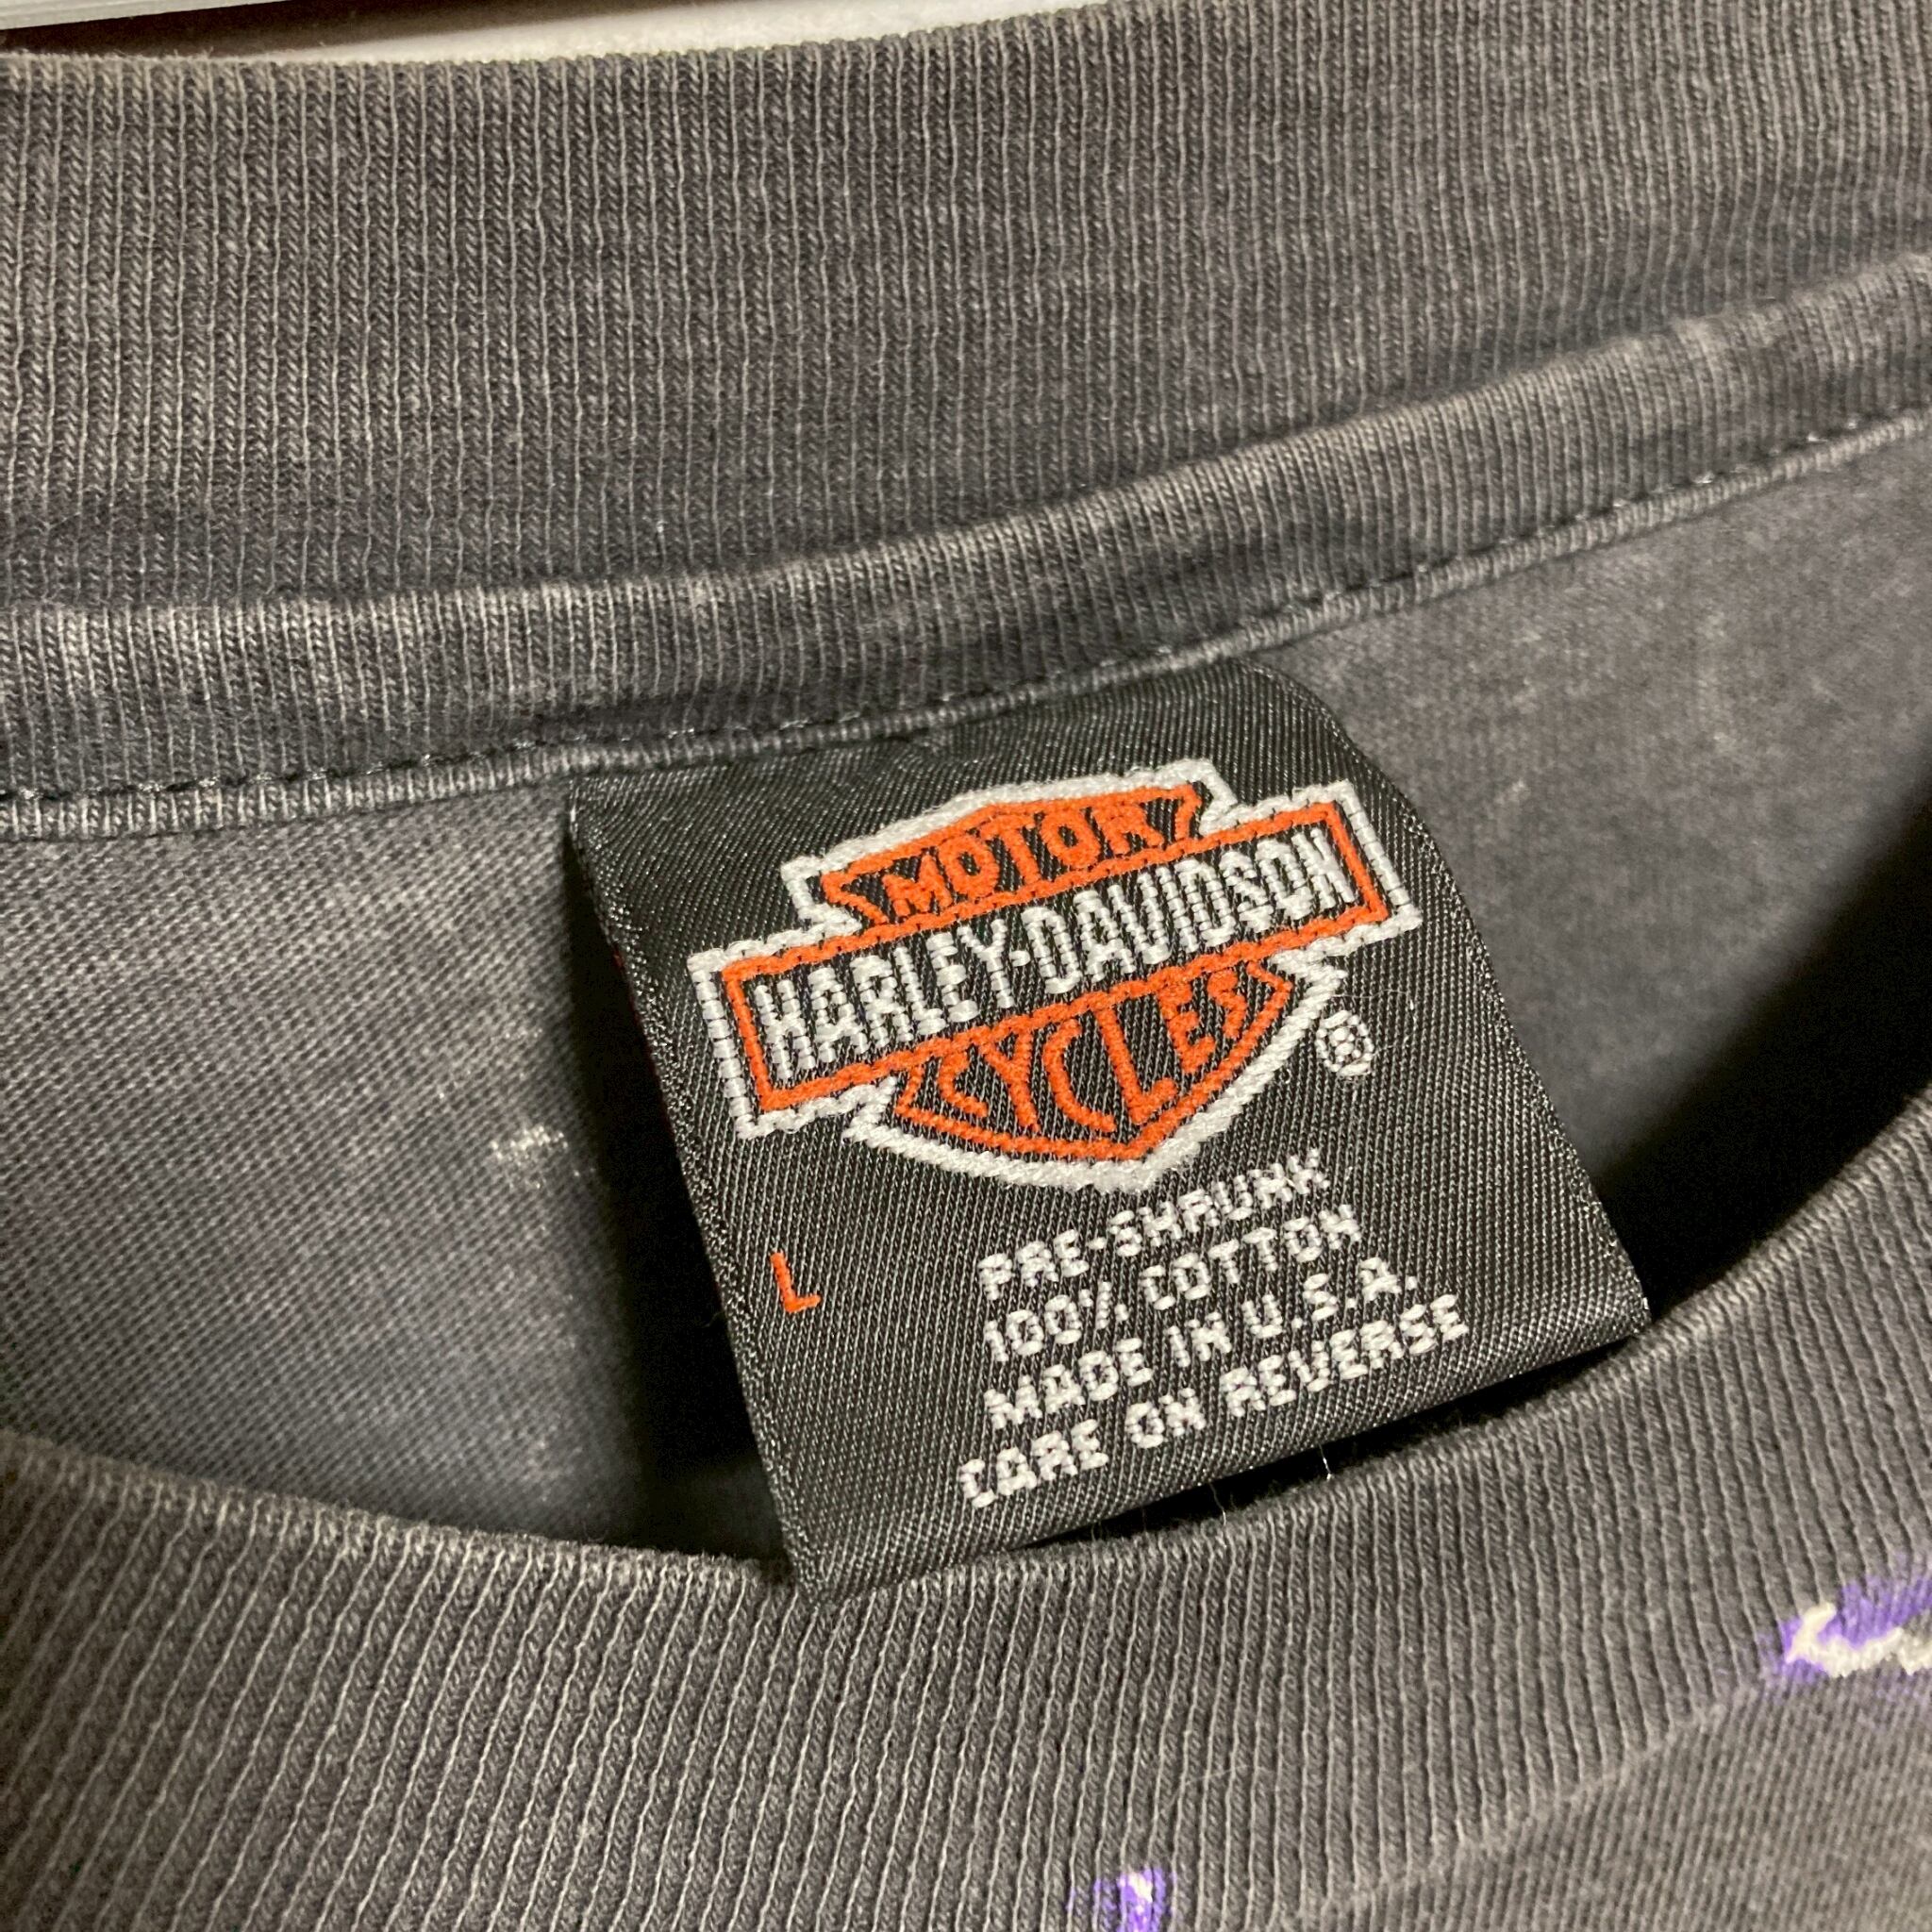 MOTOR
HARLEY-DAVIDSON
CYCLES
®
L
PRE-SHRUNK
100% COTTON
MADE IN U.S.A.
CARE ON REVERSE